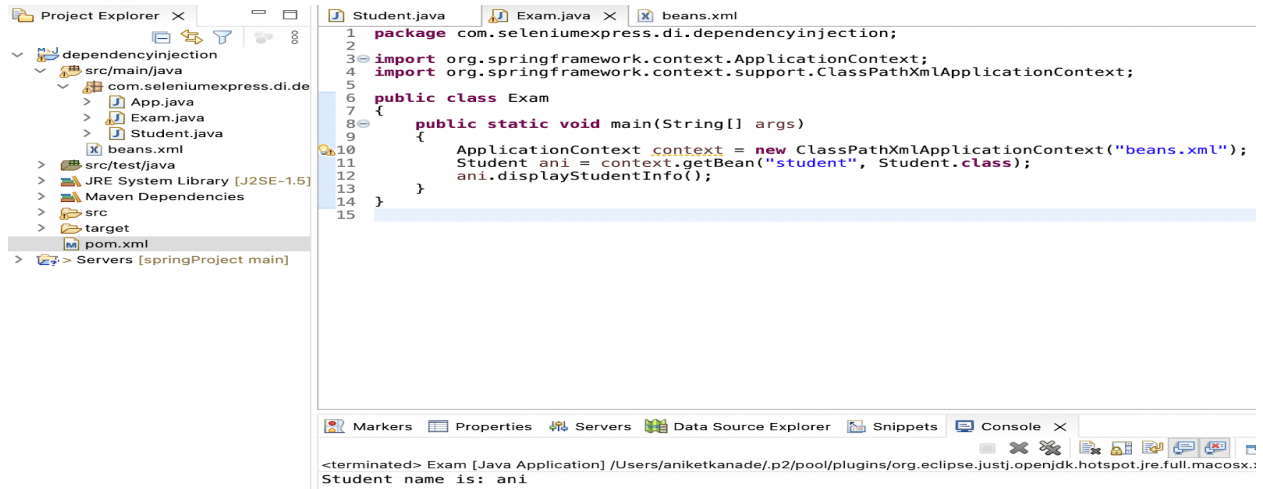 Project Explorer
dependencyinjection
src/main/java
com.seleniumexpress.di.de
App.java
Exam.java
Student.java
beans.xml
src/test/java
JRE System Library [J2SE-1.5]
Maven Dependencies
src
target
pom.xml
> Servers [springProject main]
Student.java Exam.java beans.xml
1 package com.seleniumexpress.di.dependencyinjection;
2
3 import org.springframework.context.ApplicationContext;
4 import org.springframework.context.support.ClassPathXmlApplicationContext;
5
6 public class Exam
7 {
8 public static void main(String[] args)
9 {
10 ApplicationContext context = new ClassPathXmlApplicationContext("beans.xml");
11 Student ani = context.getBean("student", Student.class);
12 ani.displayStudentInfo();
13 }
14 }
15
Markers Properties Servers Data Source Explorer Snippets Console
<terminated> Exam [Java Application] /Users/aniketkanade/.p2/pool/plugins/org.eclipse.justj.openjdk.hotspot.jre.full.macosx.
Student name is: ani